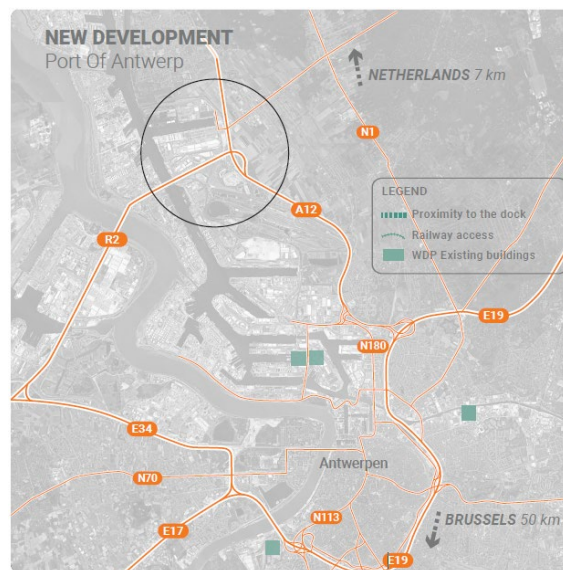 NEW DEVELOPMENT
Port Of Antwerp
NETHERLANDS 7 km
N1
LEGEND
Proximity to the dock
Railway access
WDP Existing buildings
A12
R2
E19
N180
E34
Antwerpen
N70
N113
BRUSSELS 50 km
E17
E19